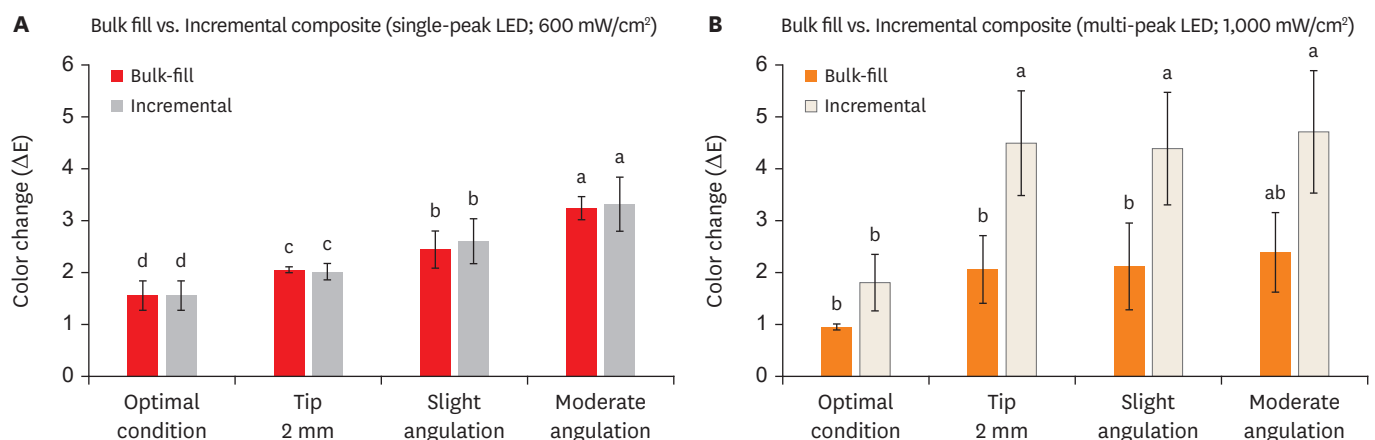 A Bulk fill vs. Incremental composite (single-peak LED; 600 mW/cm²)
Color change (ΔE)
6
5
4
3
2
1
0
Bulk-fill
Incremental
d d c c b b a a
Optimal condition
Tip 2 mm
Slight angulation
Moderate angulation
B Bulk fill vs. Incremental composite (multi-peak LED; 1,000 mW/cm²)
Color change (ΔE)
6
5
4
3
2
1
0
Bulk-fill
Incremental
b b b a b a ab a
Optimal condition
Tip 2 mm
Slight angulation
Moderate angulation